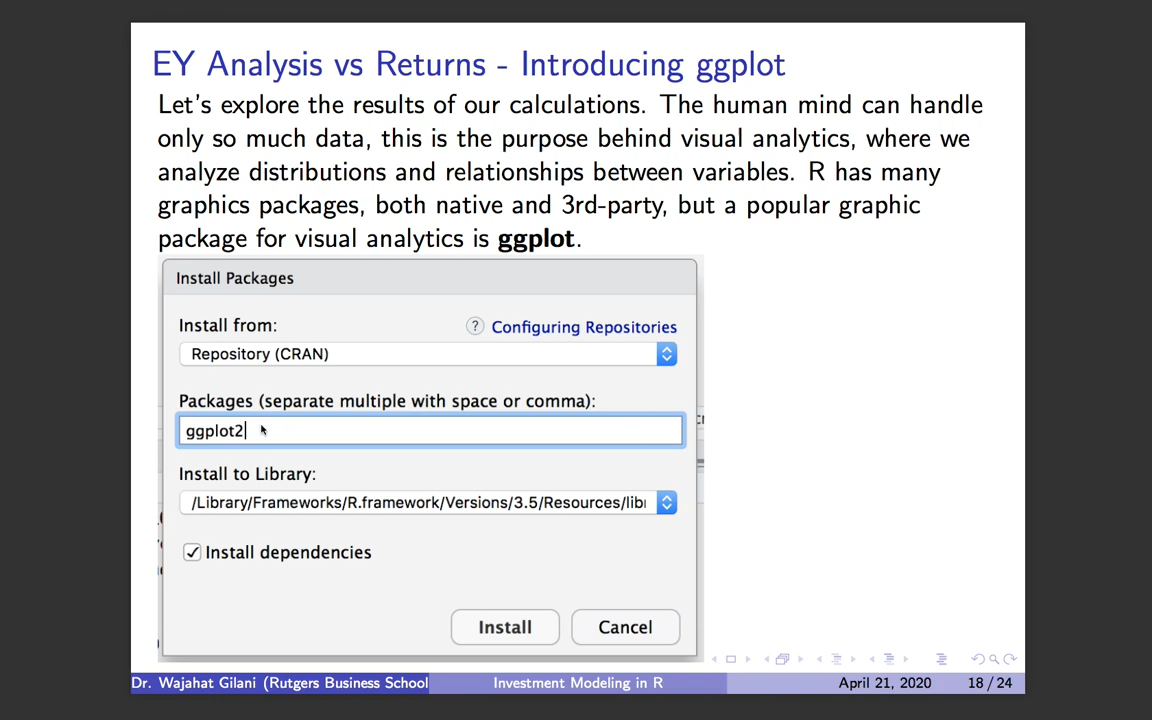 EY Analysis vs Returns - Introducing ggplot
Let's explore the results of our calculations. The human mind can handle
only so much data, this is the purpose behind visual analytics, where we
analyze distributions and relationships between variables. R has many
graphics packages, both native and 3rd-party, but a popular graphic
package for visual analytics is ggplot.
Install Packages
Install from:
? Configuring Repositories
Repository (CRAN)
Packages (separate multiple with space or comma):
ggplot2
Install to Library:
/Library/Frameworks/R.framework/Versions/3.5/Resources/libr
Install dependencies
Install
Cancel
Dr. Wajahat Gilani (Rutgers Business School
Investment Modeling in R
April 21, 2020
18 / 24